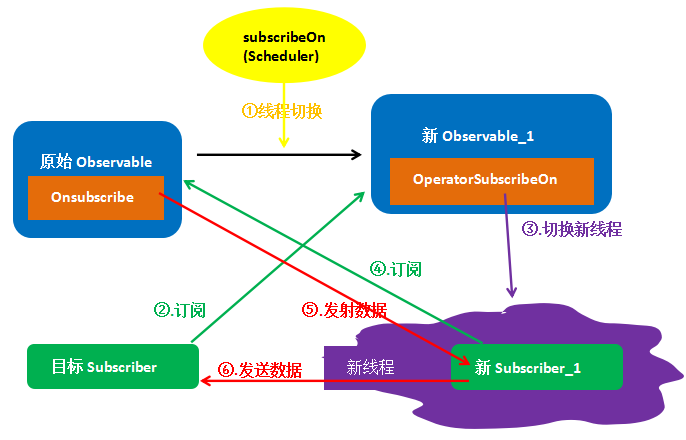 subscribeOn
(Scheduler)
①线程切换
原始 Observable
Onsubscribe
新 Observable_1
OperatorSubscribeOn
③.切换新线程
④.订阅
②.订阅
⑤.发射数据
目标 Subscriber
⑥.发送数据
新线程
新 Subscriber_1